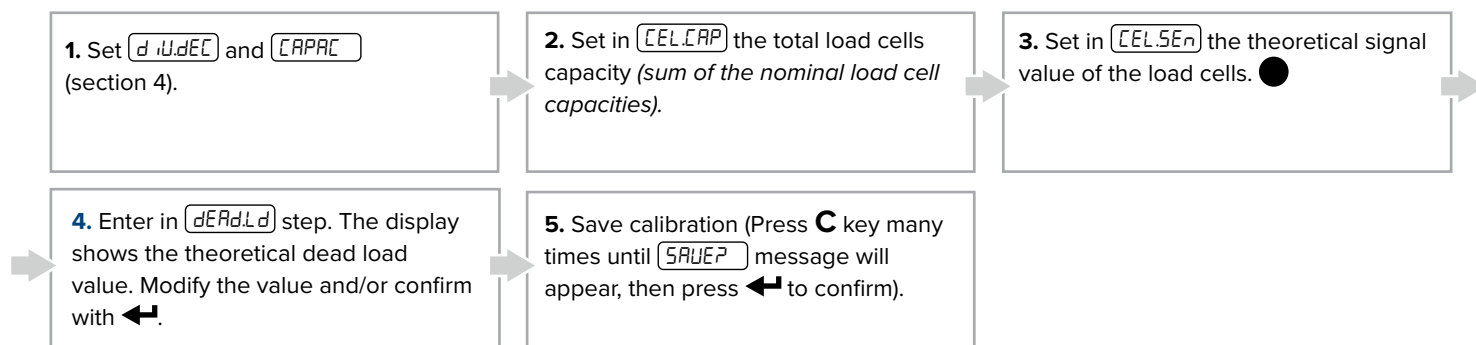 1. Set diU.dEC and CAPAC
(section 4).
2. Set in CEL.CAP the total load cells
capacity (sum of the nominal load cell
capacities).
3. Set in CEL.SEn the theoretical signal
value of the load cells.
4. Enter in dEAd.Ld step. The display
shows the theoretical dead load
value. Modify the value and/or confirm
with ↵.
5. Save calibration (Press C key many
times until SAUE? message will
appear, then press ↵ to confirm).